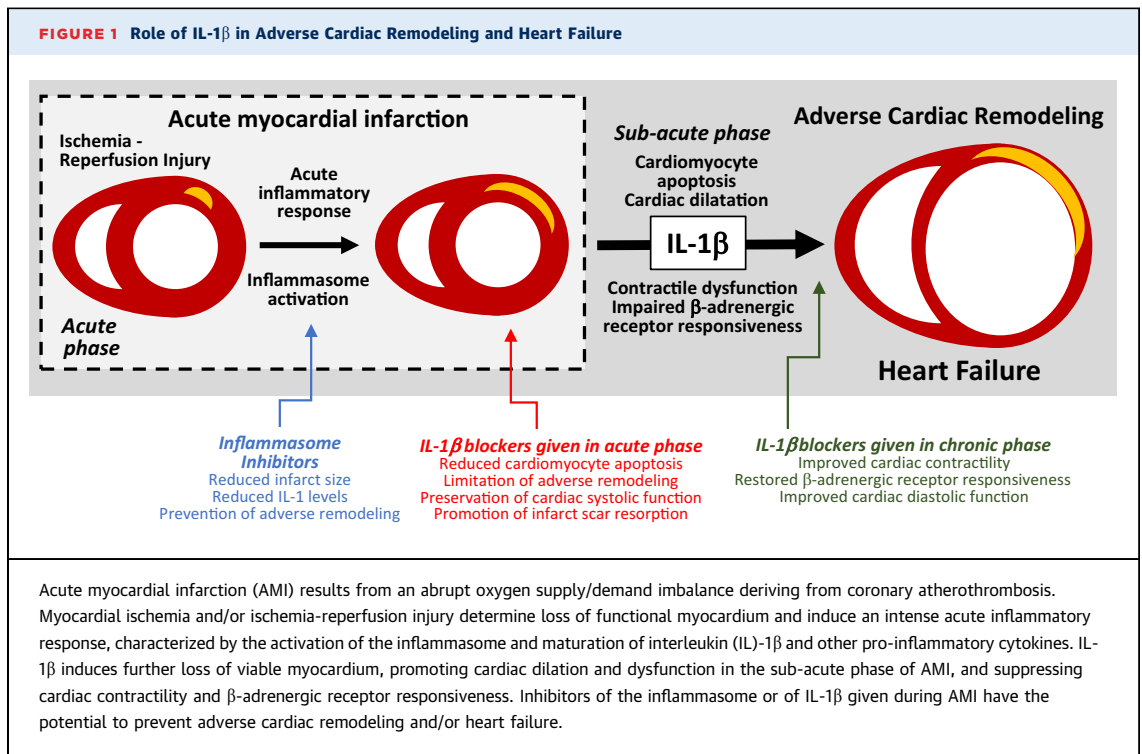 FIGURE 1 Role of IL-1β in Adverse Cardiac Remodeling and Heart Failure
Acute myocardial infarction
Ischemia -
Reperfusion Injury
Acute
inflammatory
response
Inflammasome
activation
Acute
phase
Sub-acute phase
Cardiomyocyte
apoptosis
Cardiac dilatation
IL-1β
Contractile dysfunction
Impaired β-adrenergic
receptor responsiveness
Adverse Cardiac Remodeling
Heart Failure
Inflammasome
Inhibitors
Reduced infarct size
Reduced IL-1 levels
Prevention of adverse remodeling
IL-1β blockers given in acute phase
Reduced cardiomyocyte apoptosis
Limitation of adverse remodeling
Preservation of cardiac systolic function
Promotion of infarct scar resorption
IL-1β blockers given in chronic phase
Improved cardiac contractility
Restored β-adrenergic receptor responsiveness
Improved cardiac diastolic function
Acute myocardial infarction (AMI) results from an abrupt oxygen supply/demand imbalance deriving from coronary atherothrombosis.
Myocardial ischemia and/or ischemia-reperfusion injury determine loss of functional myocardium and induce an intense acute inflammatory
response, characterized by the activation of the inflammasome and maturation of interleukin (IL)-1β and other pro-inflammatory cytokines. IL-
1β induces further loss of viable myocardium, promoting cardiac dilation and dysfunction in the sub-acute phase of AMI, and suppressing
cardiac contractility and β-adrenergic receptor responsiveness. Inhibitors of the inflammasome or of IL-1β given during AMI have the
potential to prevent adverse cardiac remodeling and/or heart failure.